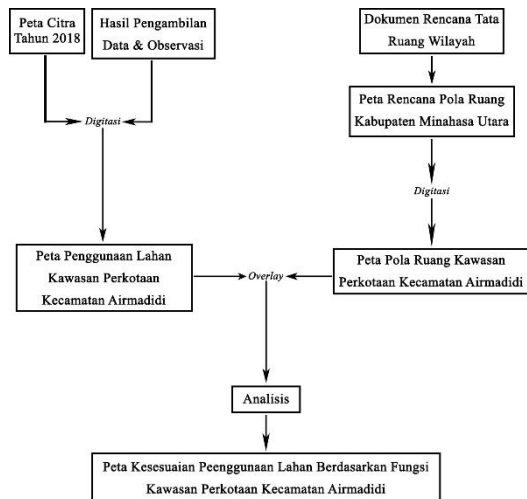 Peta Citra
Tahun 2018
Hasil Pengambilan
Data & Observasi
Dokumen Rencana Tata
Ruang Wilayah
Digitasi
Peta Rencana Pola Ruang
Kabupaten Minahasa Utara
Digitasi
Peta Penggunaan Lahan
Kawasan Perkotaan
Kecamatan Airmadidi
Overlay
Peta Pola Ruang Kawasan
Perkotaan Kecamatan Airmadidi
Analisis
Peta Kesesuaian Peenggunaan Lahan Berdasarkan Fungsi
Kawasan Perkotaan Kecamatan Airmadidi